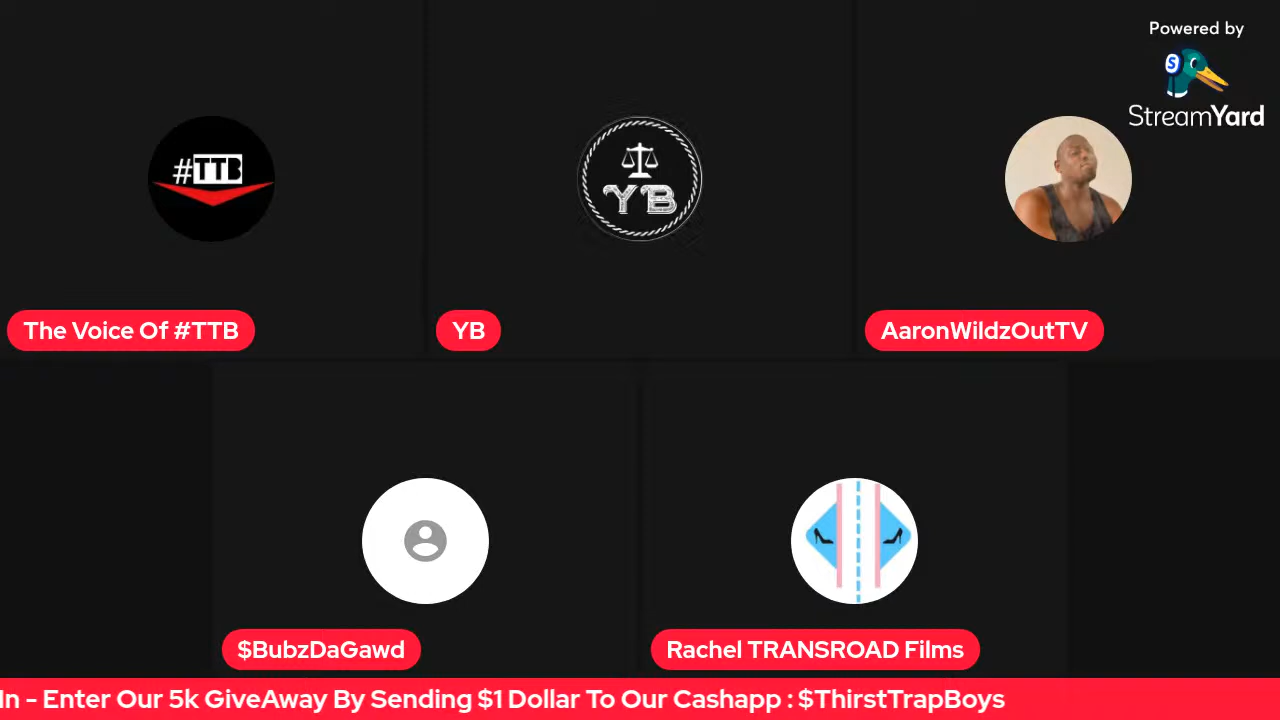 Powered by
StreamYard
#TTB
YB
The Voice Of #TTB
YB
AaronWildzOutTV
$BubzDaGawd
Rachel TRANSROAD Films
In - Enter Our 5k GiveAway By Sending $1 Dollar To Our Cashapp : $ThirstTrapBoys